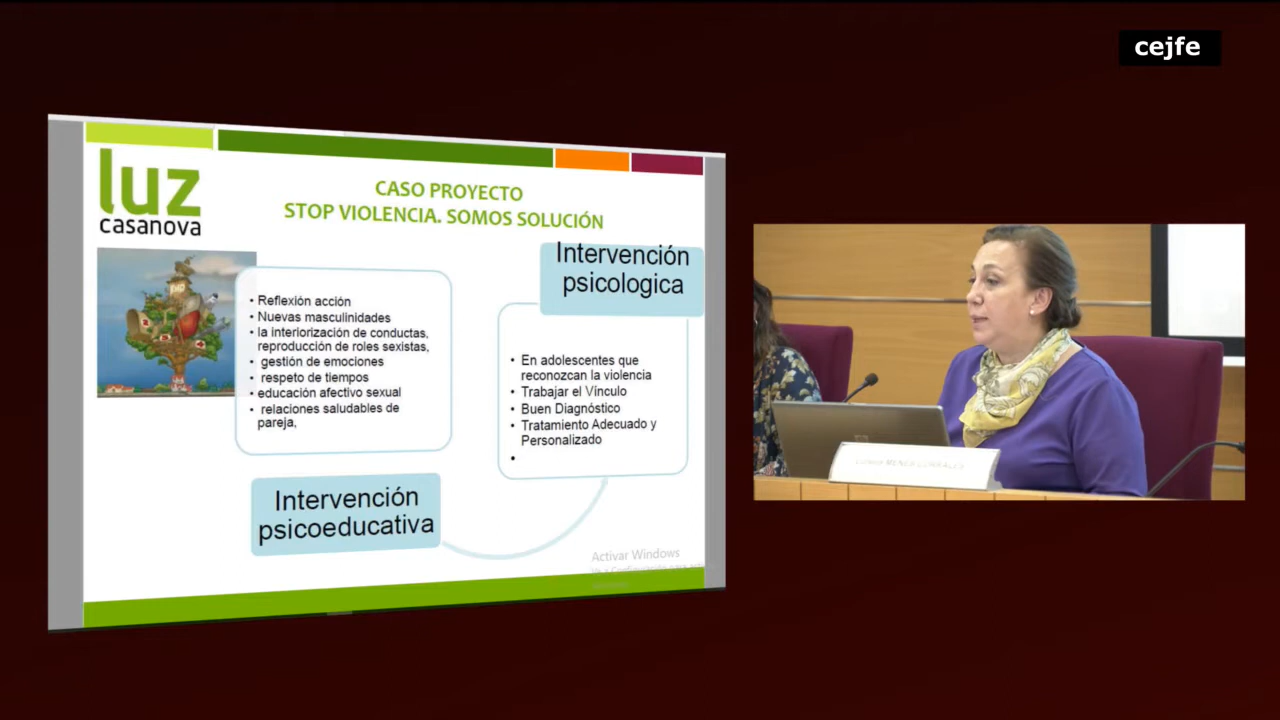 cejfe
luz
casanova
CASO PROYECTO
STOP VIOLENCIA. SOMOS SOLUCIÓN
• Reflexión acción
• Nuevas masculinidades
• la interiorización de conductas,
reproducción de roles sexistas,
• gestión de emociones
• respeto de tiempos
• educación afectivo sexual
• relaciones saludables de
pareja,
Intervención
psicoeducativa
Intervención
psicologica
• En adolescentes que
reconozcan la violencia
• Trabajar el Vínculo
• Buen Diagnóstico
• Tratamiento Adecuado y
Personalizado
•
Activar Windows